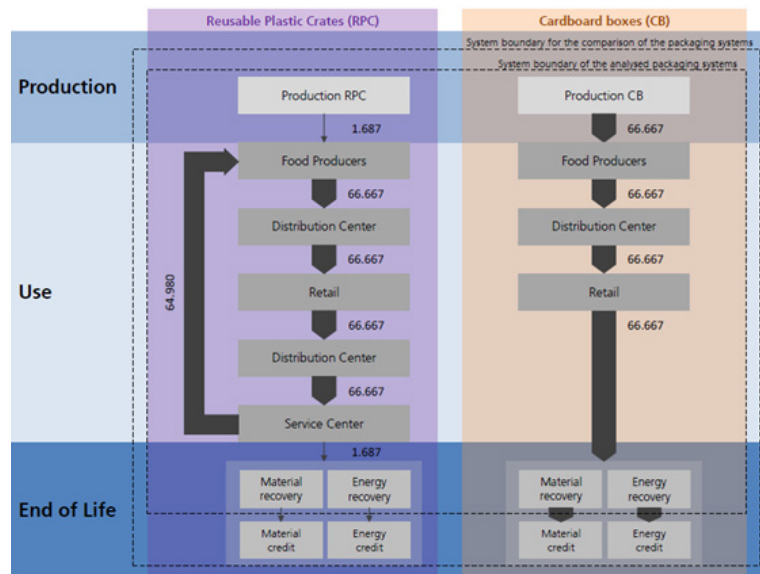 Reusable Plastic Crates (RPC)
Cardboard boxes (CB)
System boundary for the comparison of the packaging systems
System boundary of the analysed packaging systems
Production
Production RPC
Production CB
1.687
66.667
Use
Food Producers
Food Producers
66.667
66.667
Distribution Center
Distribution Center
66.667
66.667
64.980
Retail
Retail
66.667
66.667
Distribution Center
66.667
Service Center
1.687
End of Life
Material
recovery
Energy
recovery
Material
recovery
Energy
recovery
Material
credit
Energy
credit
Material
credit
Energy
credit